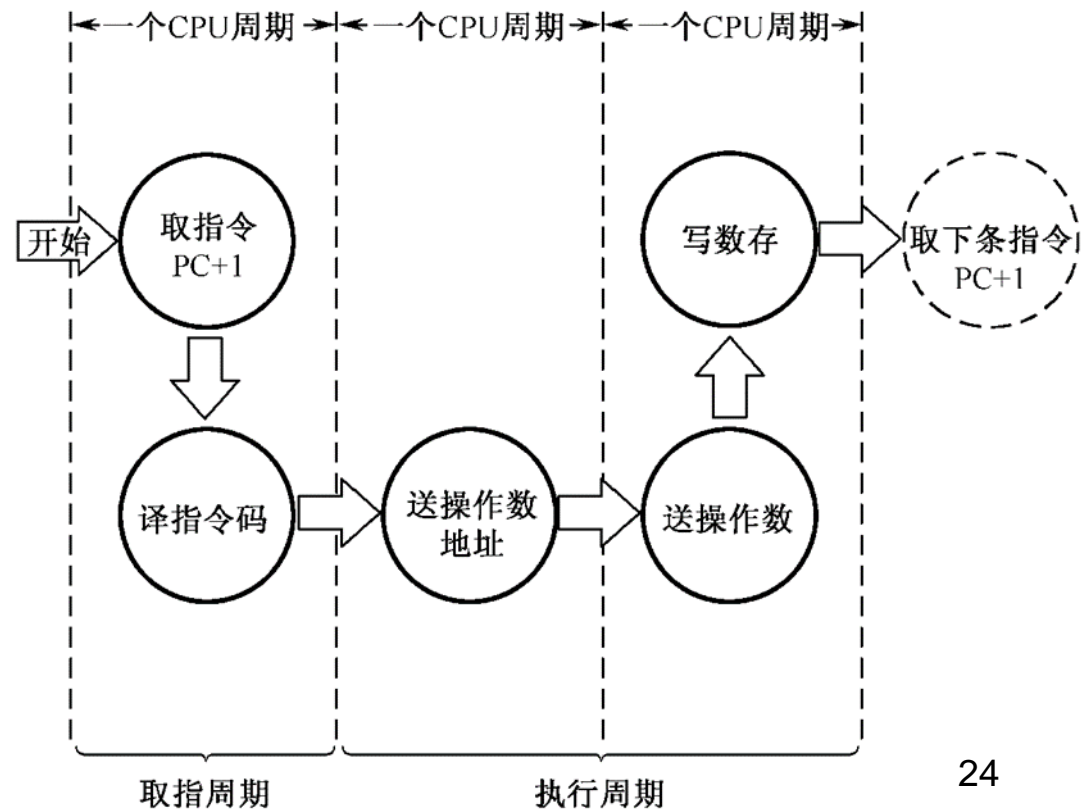 一个CPU周期
一个CPU周期
一个CPU周期
开始
取指令
PC+1
写数存
取下条指令
PC+1
译指令码
送操作数
地址
送操作数
取指周期
执行周期
24